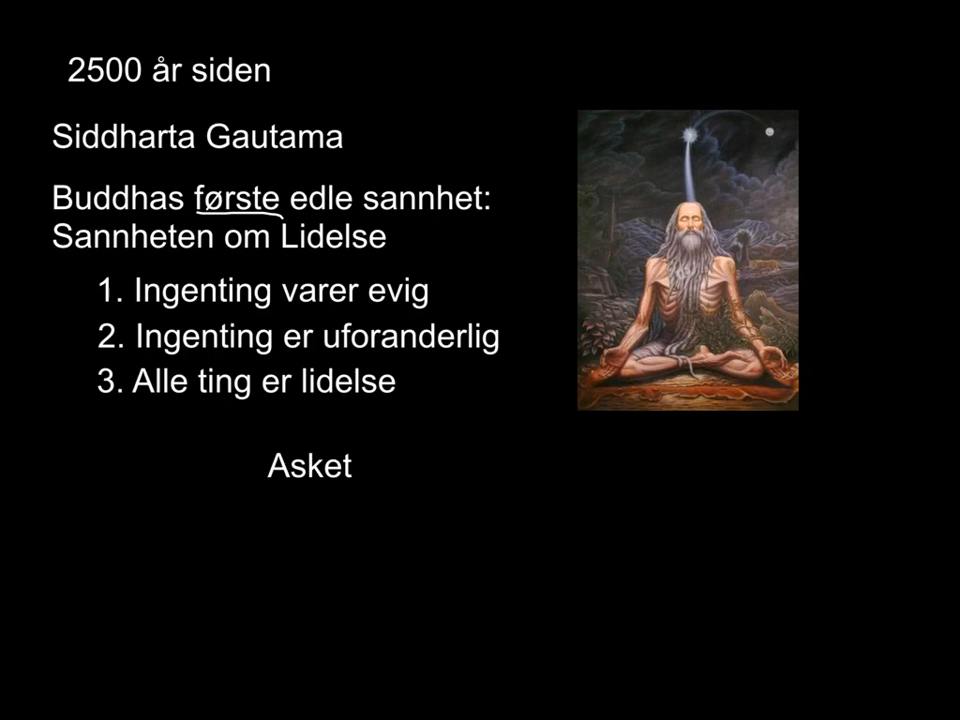 2500 år siden
Siddharta Gautama
Buddhas første edle sannhet:
Sannheten om Lidelse
1. Ingenting varer evig
2. Ingenting er uforanderlig
3. Alle ting er lidelse
Asket